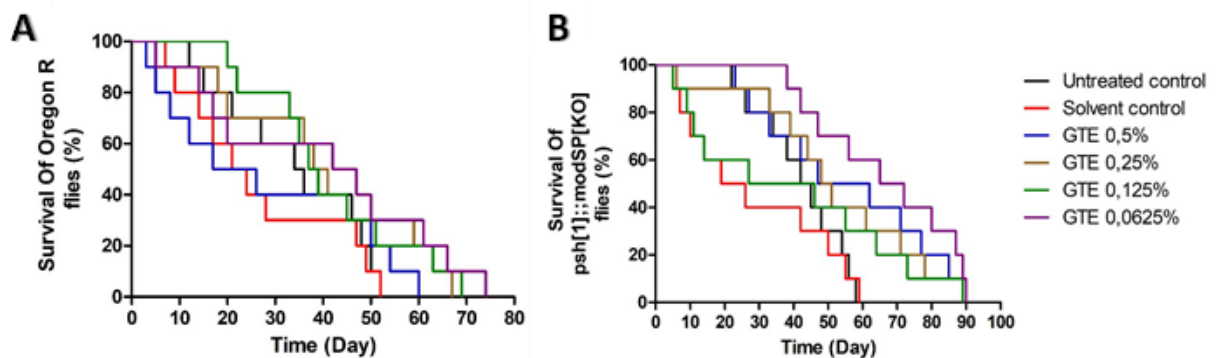 A
Survival Of Oregon R
flies (%)
100
80
60
40
20
0
0 10 20 30 40 50 60 70 80
Time (Day)
B
Survival Of
psh[1];;modSP[KO]
flies (%)
100
80
60
40
20
0
0 10 20 30 40 50 60 70 80 90 100
Time (Day)
Untreated control
Solvent control
GTE 0,5%
GTE 0,25%
GTE 0,125%
GTE 0,0625%